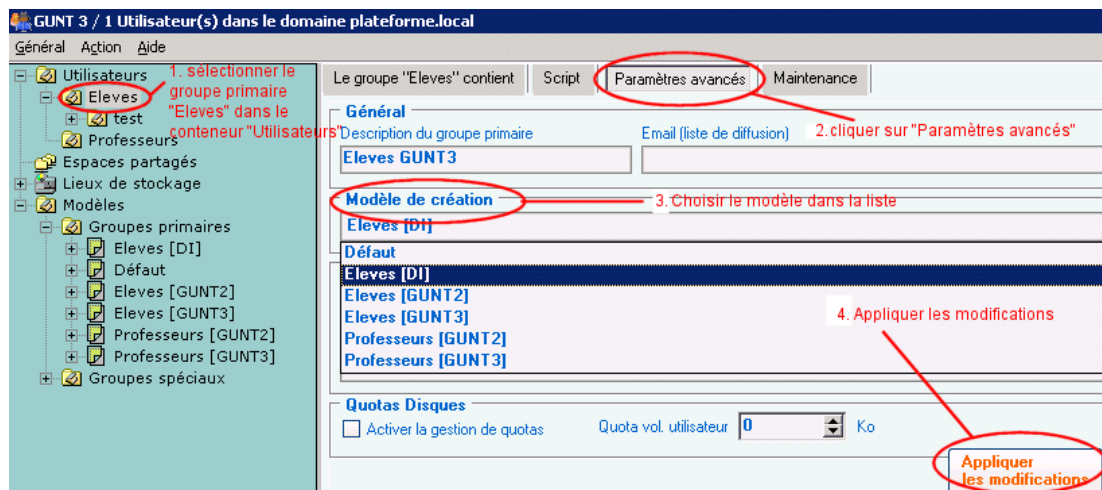 GUNT 3 / 1 Utilisateur(s) dans le domaine plateforme.local
Général Action Aide
Utilisateurs
Eleves
test
Professeurs
Espaces partagés
Lieux de stockage
Modèles
Groupes primaires
Eleves [DI]
Défaut
Eleves [GUNT2]
Eleves [GUNT3]
Professeurs [GUNT2]
Professeurs [GUNT3]
Groupes spéciaux
1. sélectionner le
groupe primaire
"Eleves" dans le
conteneur "Utilisateurs"
Le groupe "Eleves" contient Script Paramètres avancés Maintenance
Général
Description du groupe primaire Email (liste de diffusion)
2.cliquer sur "Paramètres avancés"
Eleves GUNT3
Modèle de création
3. Choisir le modèle dans la liste
Eleves [DI]
Défaut
Eleves [DI]
Eleves [GUNT2]
Eleves [GUNT3]
Professeurs [GUNT2]
Professeurs [GUNT3]
4. Appliquer les modifications
Quotas Disques
Activer la gestion de quotas Quota vol. utilisateur 0 Ko
Appliquer
les modifications